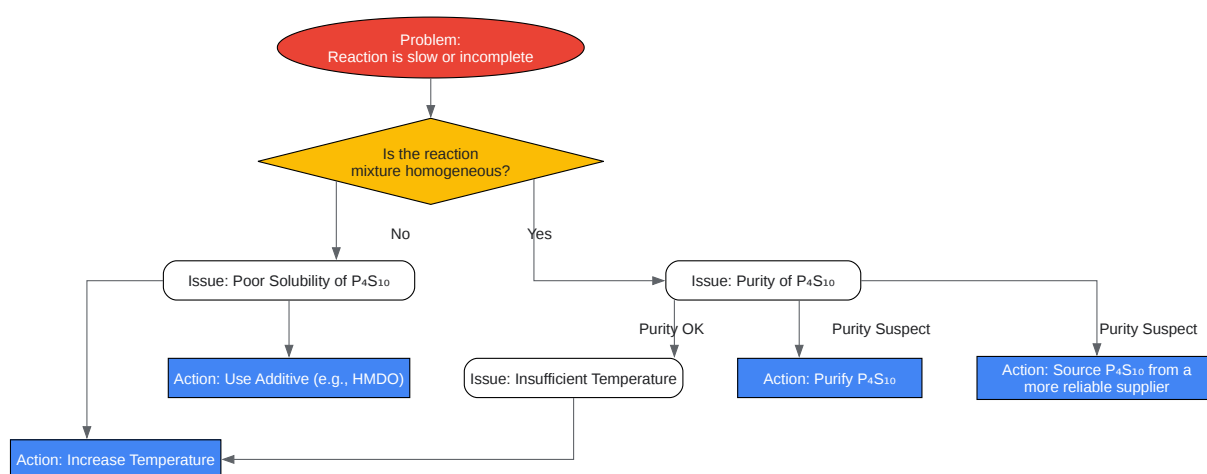 Problem:
Reaction is slow or incomplete
Is the reaction
mixture homogeneous?
No
Yes
Issue: Poor Solubility of P₄S₁₀
Issue: Purity of P₄S₁₀
Purity OK
Purity Suspect
Purity Suspect
Action: Use Additive (e.g., HMDO)
Issue: Insufficient Temperature
Action: Purify P₄S₁₀
Action: Source P₄S₁₀ from a
more reliable supplier
Action: Increase Temperature